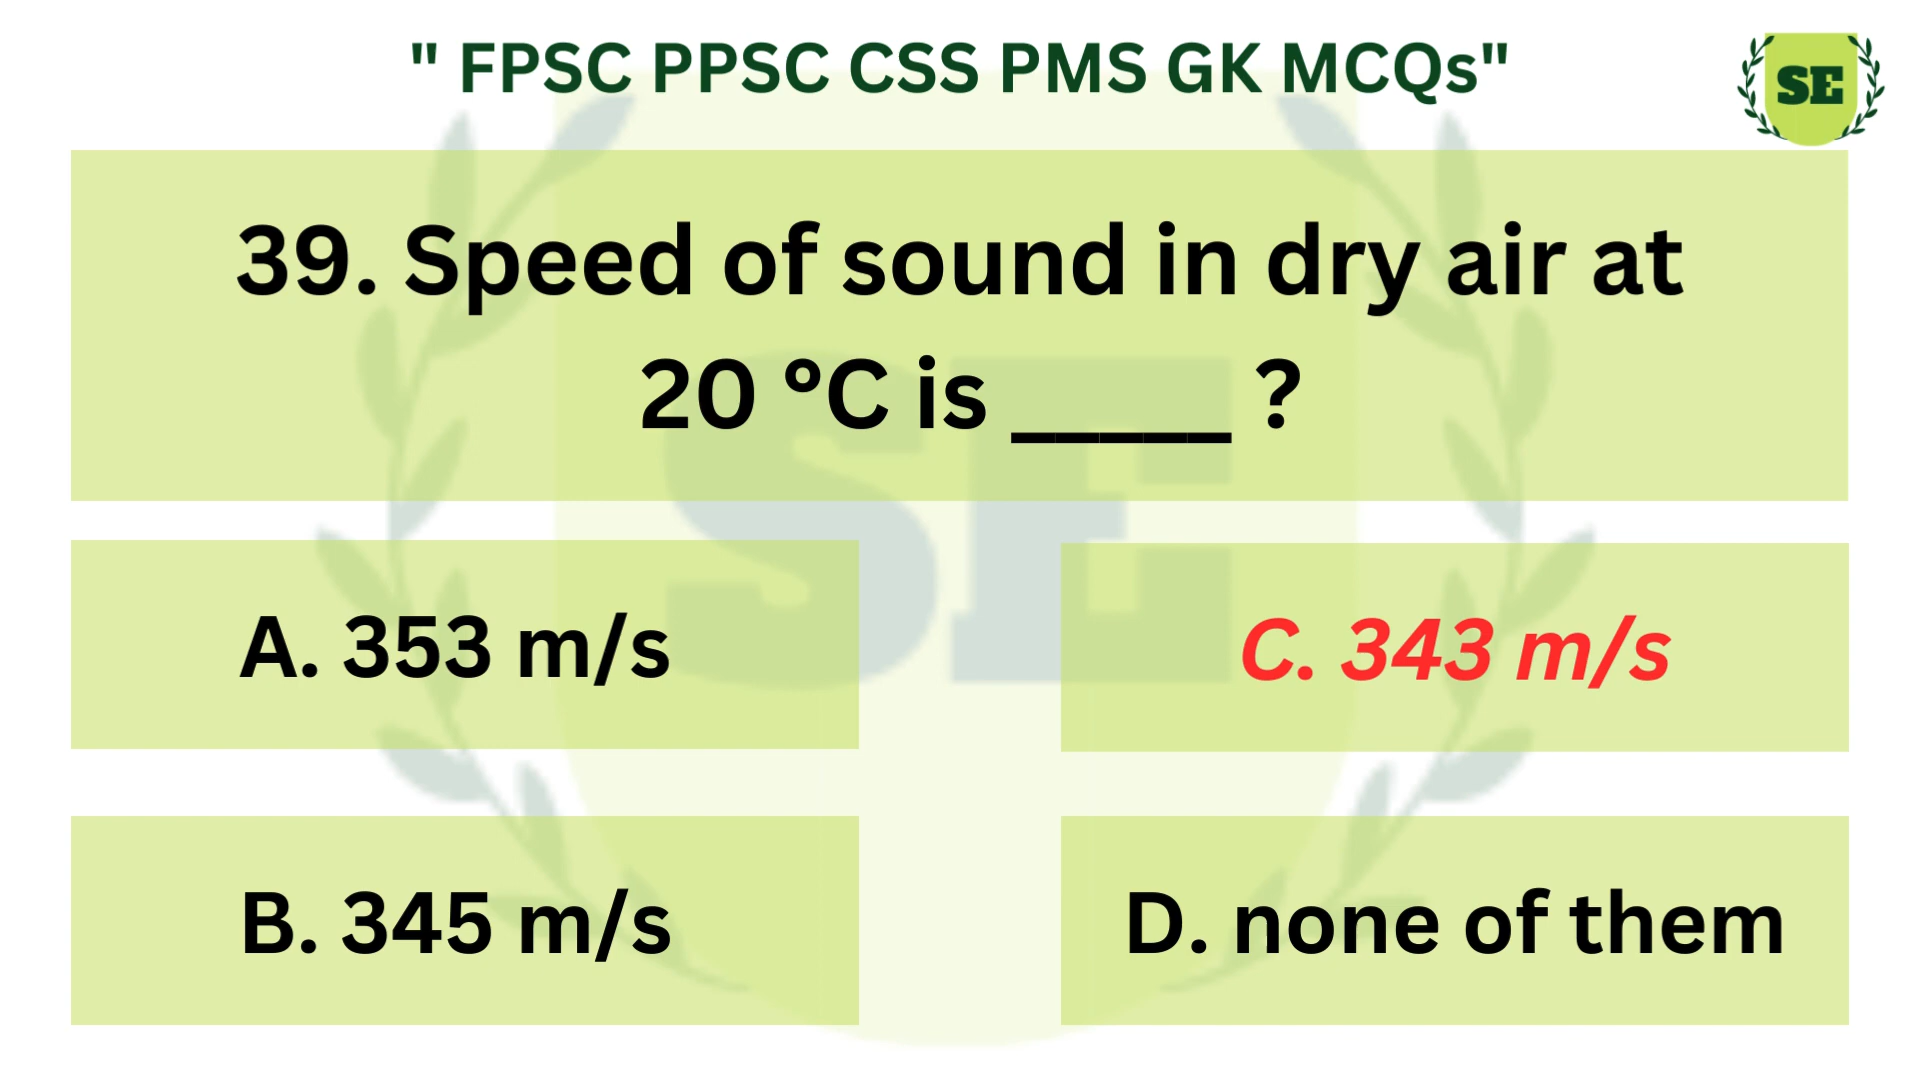 " FPSC PPSC CSS PMS GK MCQs"
SE
39. Speed of sound in dry air at
20 °C is _____ ?
SE
A. 353 m/s
C. 343 m/s
B. 345 m/s
D. none of them